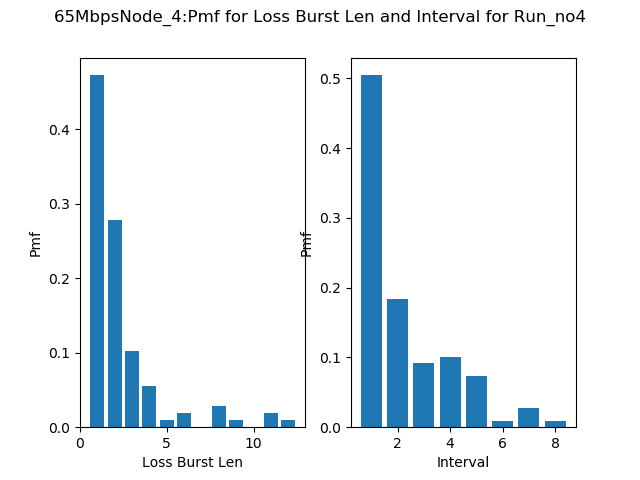 65MbpsNode_4:Pmf for Loss Burst Len and Interval for Run_no4
Pmf
0.4
0.3
0.2
0.1
0.0
0 5 10
Loss Burst Len
Pmf
0.5
0.4
0.3
0.2
0.1
0.0
2 4 6 8
Interval